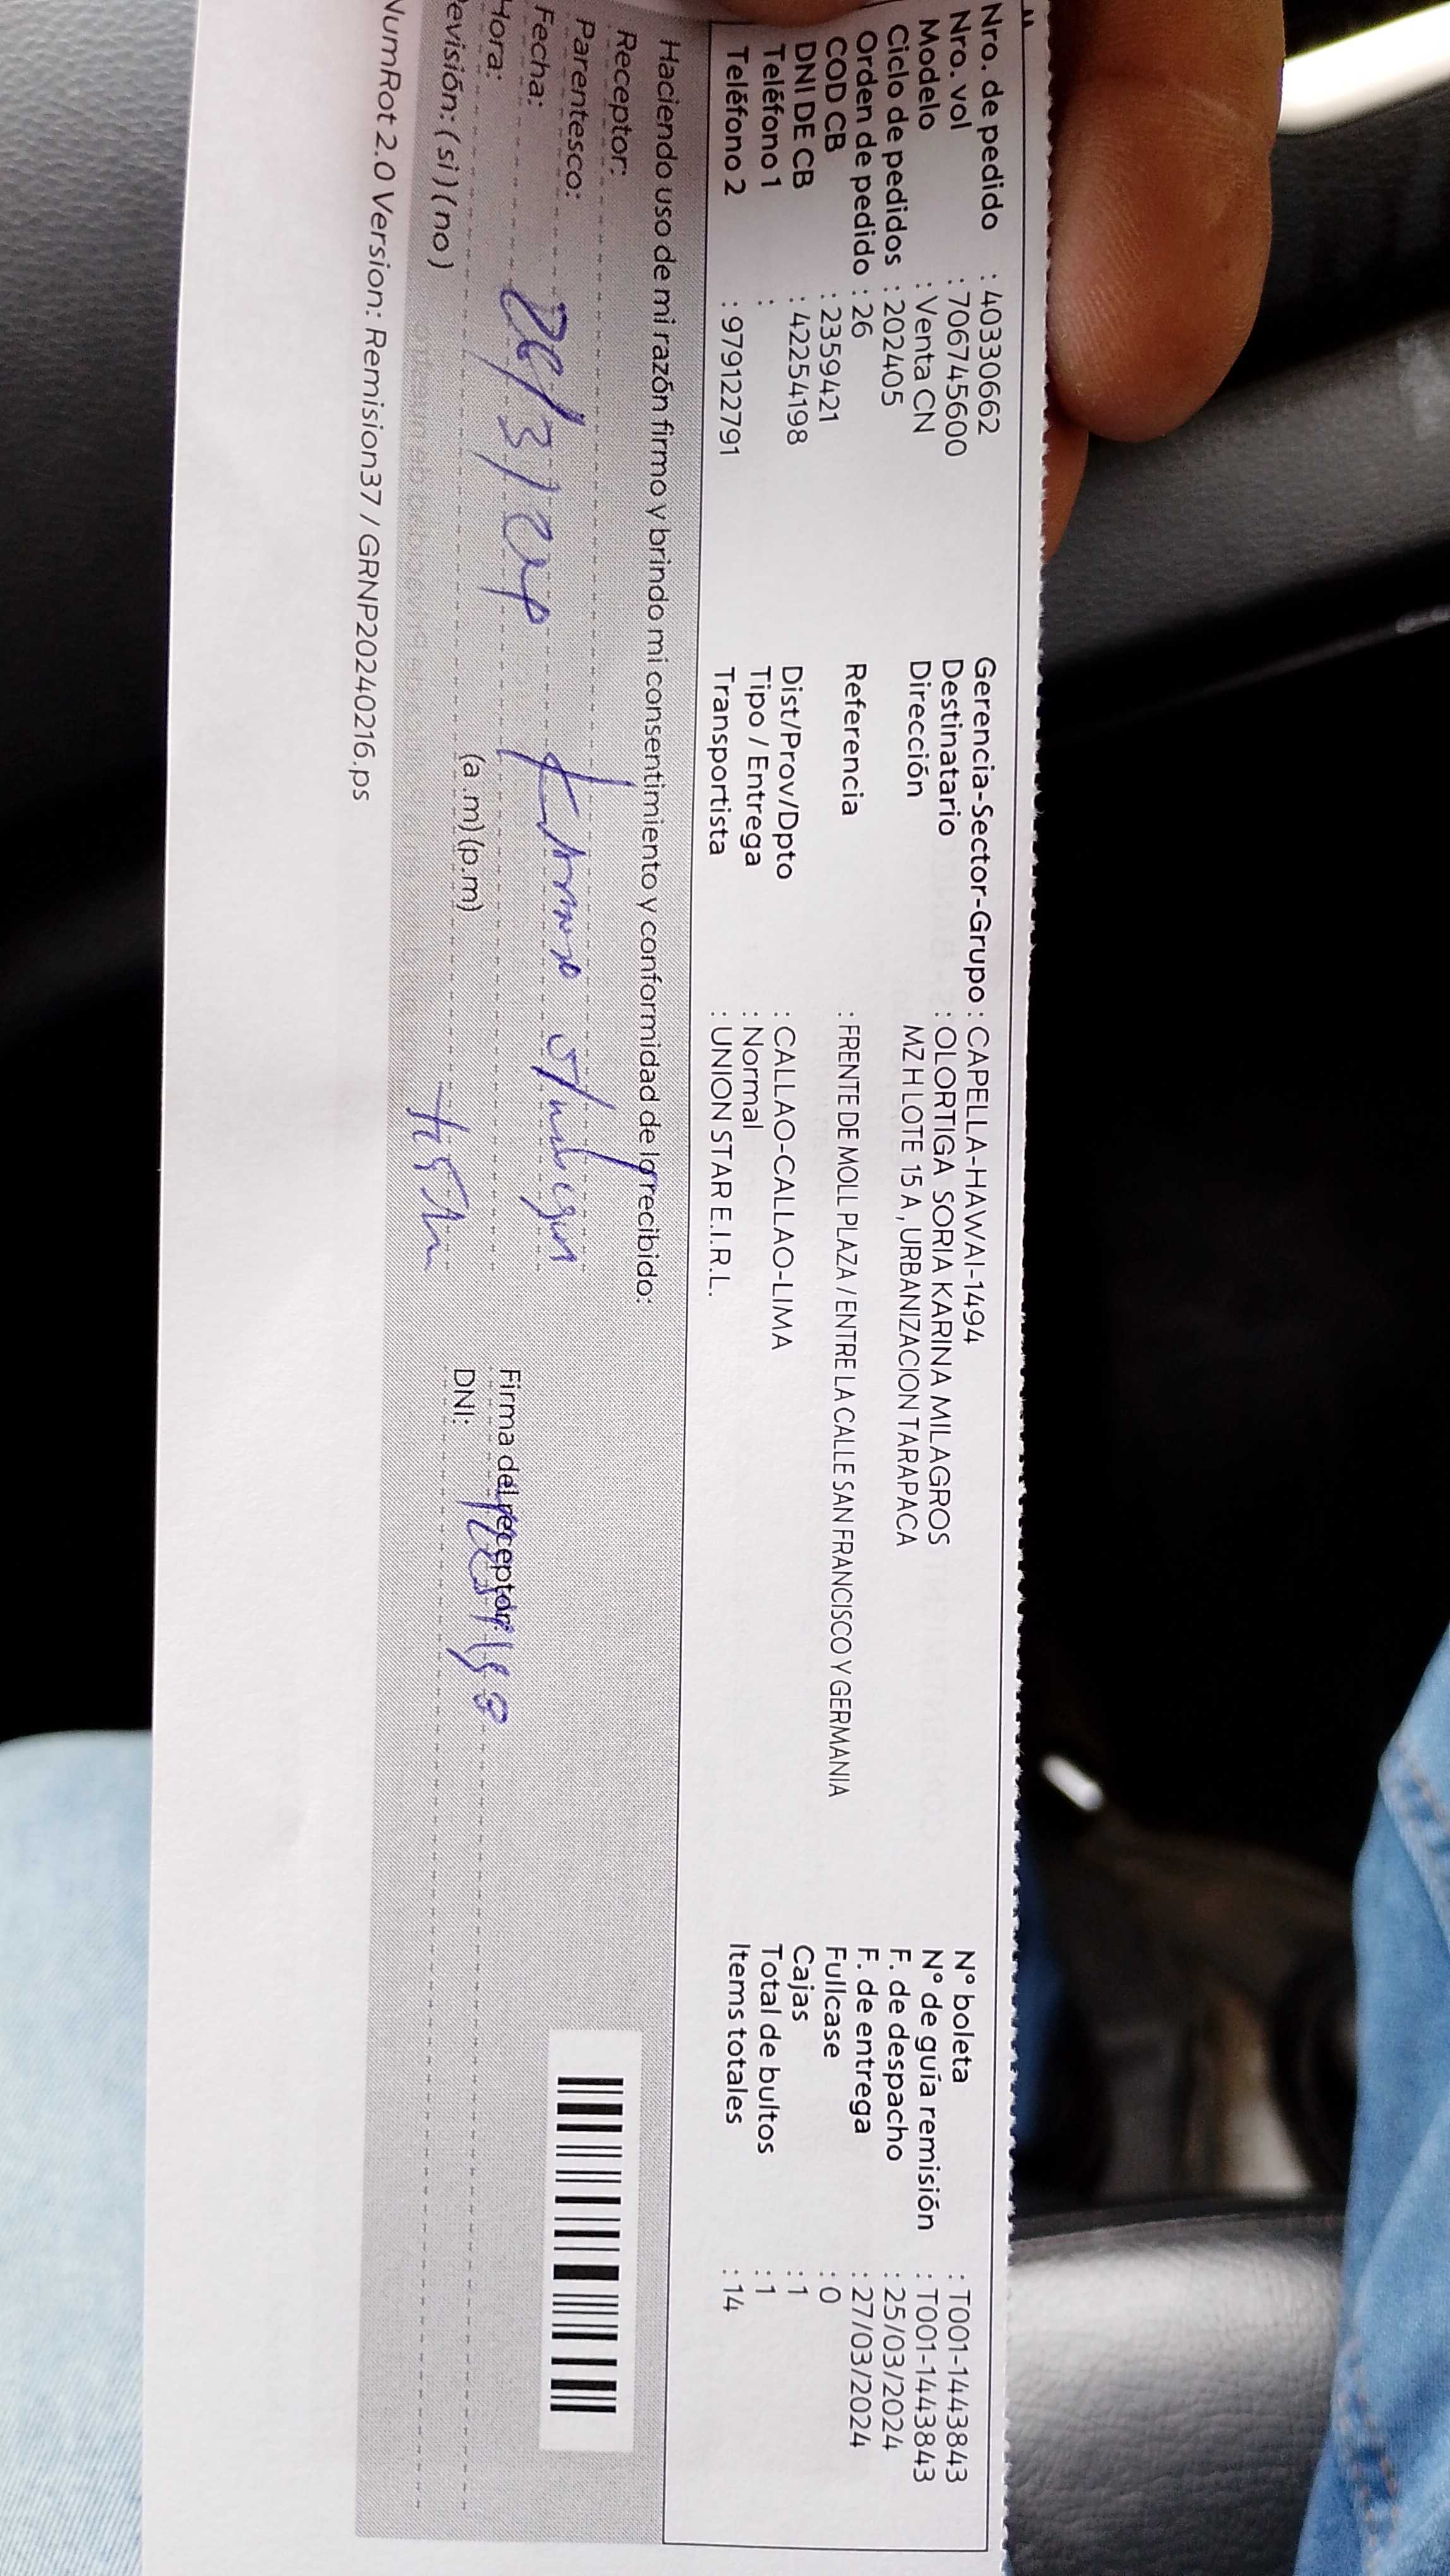 Nro. de pedido : 40330662
Nro. vol : 706745600
Modelo : Venta CN
Ciclo de pedidos : 202405
Orden de pedido : 26
COD CB : 2359421
DNI DE CB : 42254198
Teléfono 1 :
Teléfono 2 : 979122791
Gerencia-Sector-Grupo : CAPELLA-HAWAI-1494
Destinatario : OLORTIGA SORIA KARINA MILAGROS
Dirección MZ H LOTE 15 A , URBANIZACION TARAPACA
Referencia : FRENTE DE MOLL PLAZA / ENTRE LA CALLE SAN FRANCISCO Y GERMANIA
Dist/Prov/Dpto : CALLAO-CALLAO-LIMA
Tipo / Entrega : Normal
Transportista : UNION STAR E.I.R.L.
N° boleta : T001-1443843
N° de guía remisión : T001-1443843
F. de despacho : 25/03/2024
F. de entrega : 27/03/2024
Fullcase : 0
Cajas : 1
Total de bultos : 1
Items totales : 14
Haciendo uso de mi razón firmo y brindo mi consentimiento y conformidad de lo recibido:
Receptor:
Parentesco:
Fecha:
Hora: (a.m) (p.m)
evisión: ( si ) ( no )
Firma del receptor:
DNI:
NumRot 2.0 Version: Remision37 / GRNP20240216.ps